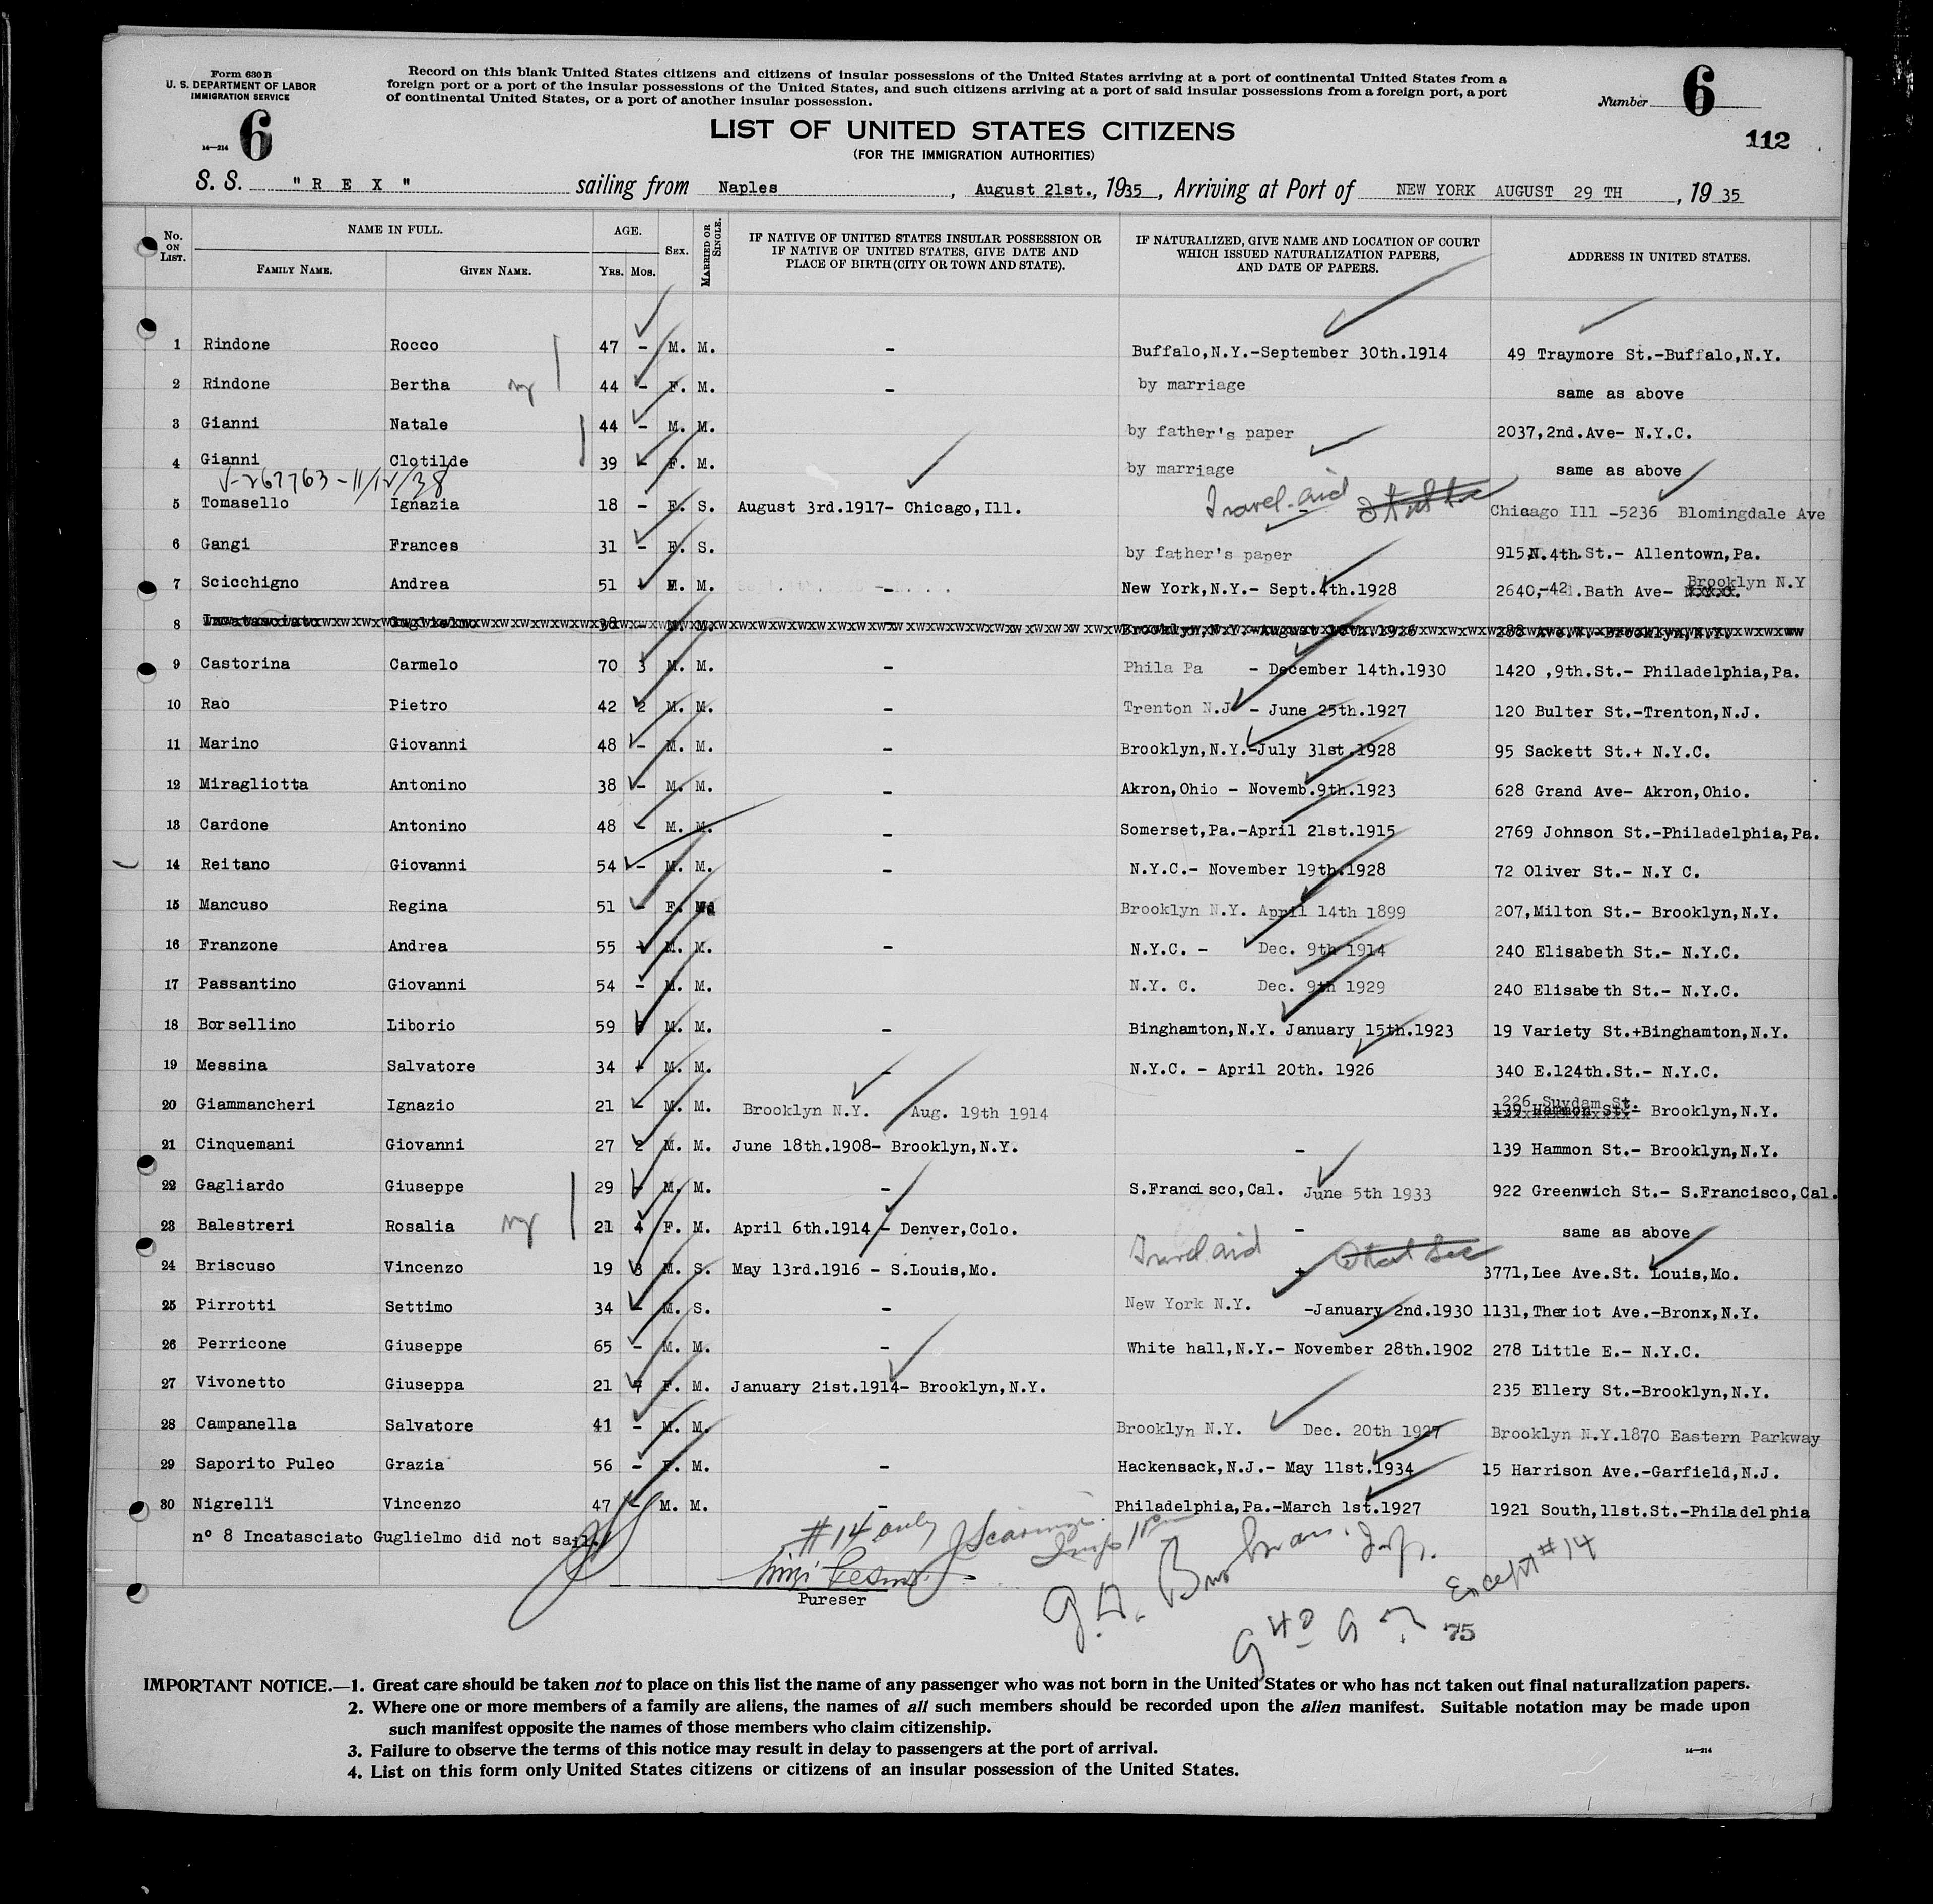 Form 630 B
U. S. DEPARTMENT OF LABOR
IMMIGRATION SERVICE
14—214
6
Record on this blank United States citizens and citizens of insular possessions of the United States arriving at a port of continental United States from a
foreign port or a port of the insular possessions of the United States, and such citizens arriving at a port of said insular possessions from a foreign port, a port
of continental United States, or a port of another insular possession.
Number 6
112
LIST OF UNITED STATES CITIZENS
(FOR THE IMMIGRATION AUTHORITIES)
S. S. "R E X" sailing from Naples, August 21st., 1935, Arriving at Port of NEW YORK AUGUST 29 TH, 19 35
No. ON LIST. NAME IN FULL. FAMILY NAME. GIVEN NAME. AGE. YRS. MOS. SEX. MARRIED OR SINGLE. IF NATIVE OF UNITED STATES INSULAR POSSESSION OR IF NATIVE OF UNITED STATES, GIVE DATE AND PLACE OF BIRTH (CITY OR TOWN AND STATE). IF NATURALIZED, GIVE NAME AND LOCATION OF COURT WHICH ISSUED NATURALIZATION PAPERS, AND DATE OF PAPERS. ADDRESS IN UNITED STATES.
1 Rindone Rocco 47 - M. M. - Buffalo,N.Y.-September 30th.1914 49 Traymore St.-Buffalo,N.Y.
2 Rindone Bertha 44 - F. M. - by marriage same as above
3 Gianni Natale 44 - M. M. by father's paper 2037,2nd.Ave- N.Y.C.
4 Gianni Clotilde 39 - F. M. by marriage same as above
V-267763-11/12/38
5 Tomasello Ignazia 18 - F. S. August 3rd.1917- Chicago,Ill. Travel-aid Chicago Ill -5236 Blomingdale Ave
6 Gangi Frances 31 - F. S. by father's paper 915,N.4th.St.- Allentown,Pa.
7 Scicchigno Andrea 51 M. M. - New York,N.Y.- Sept.4th.1928 2640,-42 .Bath Ave- Brooklyn N.Y
8 Incatasciato Guglielmo 38 - M. M. - Brooklyn,N.Y.-August 1926 Brooklyn,N.Y.
9 Castorina Carmelo 70 3 M. M. - Phila Pa - December 14th.1930 1420 ,9th.St.- Philadelphia,Pa.
10 Rao Pietro 42 2 M. M. - Trenton N.J - June 25th.1927 120 Bulter St.-Trenton,N.J.
11 Marino Giovanni 48 - M. M. - Brooklyn,N.Y.-July 31st.1928 95 Sackett St.+ N.Y.C.
12 Miragliotta Antonino 38 - M. M. - Akron,Ohio - Novemb.9th.1923 628 Grand Ave- Akron,Ohio.
13 Cardone Antonino 48 - M. M. - Somerset,Pa.-April 21st.1915 2769 Johnson St.-Philadelphia,Pa.
14 Reitano Giovanni 54 - M. M. - N.Y.C.- November 19th.1928 72 Oliver St.- N.Y C.
15 Mancuso Regina 51 - F. Wd Brooklyn N.Y. April 14th 1899 207,Milton St.- Brooklyn,N.Y.
16 Franzone Andrea 55 M. M. - N.Y.C. - Dec. 9th 1914 240 Elisabeth St.- N.Y.C.
17 Passantino Giovanni 54 - M. M. N.Y. C. Dec. 9th 1929 240 Elisabeth St.- N.Y.C.
18 Borsellino Liborio 59 M. M. - Binghamton,N.Y. January 15th.1923 19 Variety St.+Binghamton,N.Y.
19 Messina Salvatore 34 M. M. - N.Y.C. - April 20th. 1926 340 E.124th.St.- N.Y.C.
20 Giammancheri Ignazio 21 - M. M. Brooklyn N.Y. Aug. 19th 1914 226 Suydam St. 139 Hammon St.- Brooklyn,N.Y.
21 Cinquemani Giovanni 27 2 M. M. June 18th.1908- Brooklyn,N.Y. - 139 Hammon St.- Brooklyn,N.Y.
22 Gagliardo Giuseppe 29 - M. M. - S.Francisco,Cal. June 5th 1933 922 Greenwich St.- S.Francisco,Cal.
23 Balestreri Rosalia 21 4 F. M. April 6th.1914 - Denver,Colo. - same as above
24 Briscuso Vincenzo 19 3 M. S. May 13rd.1916 - S.Louis,Mo. Travel aid 3771,Lee Ave.St. Louis,Mo.
25 Pirrotti Settimo 34 - M. S. - New York N.Y. -January 2nd.1930 1131,Theriot Ave.-Bronx,N.Y.
26 Perricone Giuseppe 65 - M. M. - White hall,N.Y.- November 28th.1902 278 Little E.- N.Y.C.
27 Vivonetto Giuseppa 21 7 F. M. January 21st.1914- Brooklyn,N.Y. 235 Ellery St.-Brooklyn,N.Y.
28 Campanella Salvatore 41 - M. M. Brooklyn N.Y. Dec. 20th 1927 Brooklyn N.Y.1870 Eastern Parkway
29 Saporito Puleo Grazia 56 - F. M. - Hackensack,N.J.- May 11st.1934 15 Harrison Ave.-Garfield,N.J.
30 Nigrelli Vincenzo 47 - M. M. - Philadelphia,Pa.-March 1st.1927 1921 South,11st.St.-Philadelphia
n° 8 Incatasciato Guglielmo did not sail.
#14 only
Except #14
Pureser
75
IMPORTANT NOTICE.—1. Great care should be taken not to place on this list the name of any passenger who was not born in the United States or who has not taken out final naturalization papers.
2. Where one or more members of a family are aliens, the names of all such members should be recorded upon the alien manifest. Suitable notation may be made upon
such manifest opposite the names of those members who claim citizenship.
3. Failure to observe the terms of this notice may result in delay to passengers at the port of arrival.
14—214
4. List on this form only United States citizens or citizens of an insular possession of the United States.